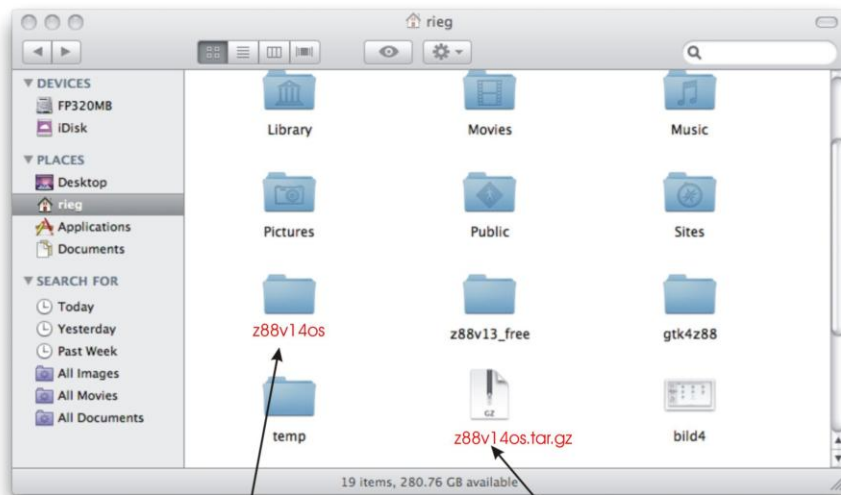 rieg
DEVICES
FP320MB
iDisk
PLACES
Desktop
rieg
Applications
Documents
SEARCH FOR
Today
Yesterday
Past Week
All Images
All Movies
All Documents
Library
Movies
Music
Pictures
Public
Sites
z88v14os
z88v13_free
gtk4z88
temp
GZ
z88v14os.tar.gz
bild4
19 items, 280.76 GB available